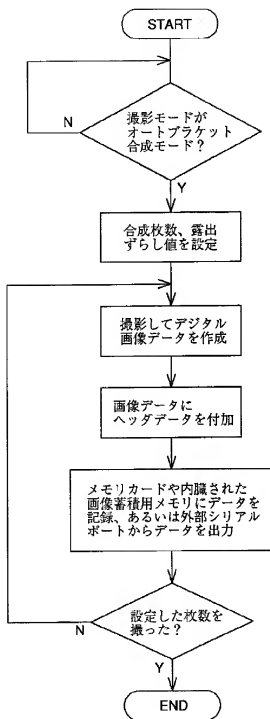 START
撮影モードが
オートブラケット
合成モード？
N
Y
合成枚数、露出
ずらし値を設定
撮影してデジタル
画像データを作成
画像データに
ヘッダデータを付加
メモリカードや内臓された
画像蓄積用メモリにデータを
記録、あるいは外部シリアル
ポートからデータを出力
設定した枚数を
撮った？
N
Y
END